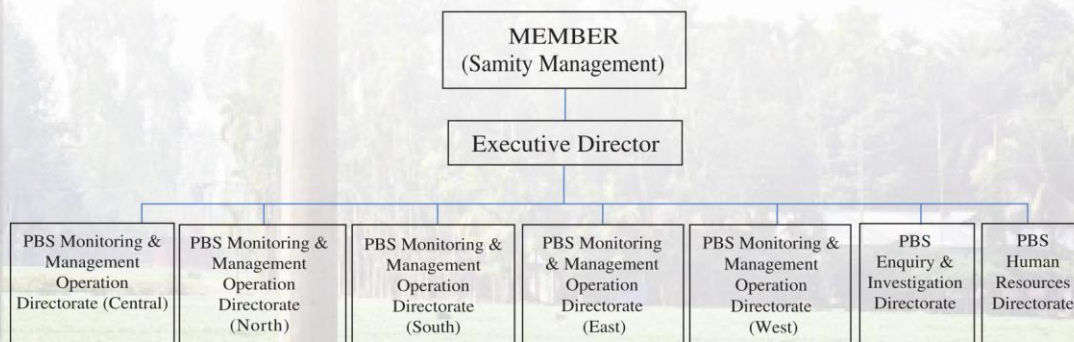 MEMBER
(Samity Management)
Executive Director
PBS Monitoring &
Management
Operation
Directorate (Central)
PBS Monitoring &
Management
Operation
Directorate
(North)
PBS Monitoring &
Management
Operation
Directorate
(South)
PBS Monitoring
& Management
Operation
Directorate
(East)
PBS Monitoring &
Management
Operation
Directorate
(West)
PBS
Enquiry &
Investigation
Directorate
PBS
Human
Resources
Directorate